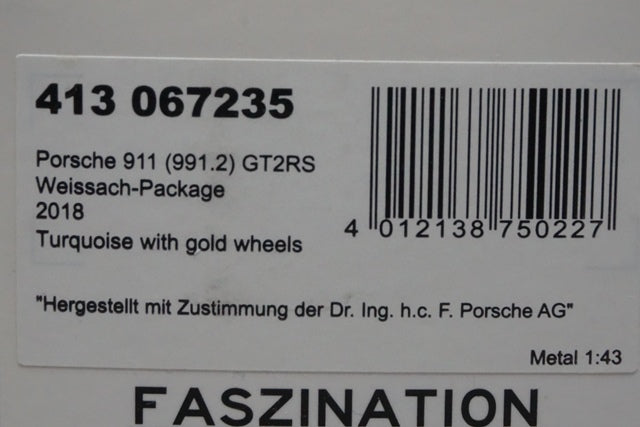 413 067235
Porsche 911 (991.2) GT2RS
Weissach-Package
2018
Turquoise with gold wheels
4 012138 750227
"Hergestellt mit Zustimmung der Dr. Ing. h.c. F. Porsche AG"
Metal 1:43
FASZINATION